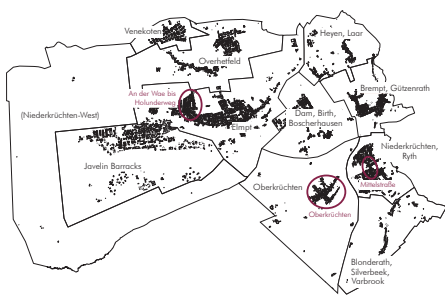 Venekoten
Heyen, Laar
Overhetfeld
An der Wae bis
Holunderweg
Brempt, Gützenrath
(Niederkrüchten-West)
Dam, Birth,
Boscherhausen
Elmpt
Niederkrüchten,
Ryth
Javelin Barracks
Mittelstraße
Oberkrüchten
Oberkrüchten
Blonderath,
Silverbeek,
Varbrook